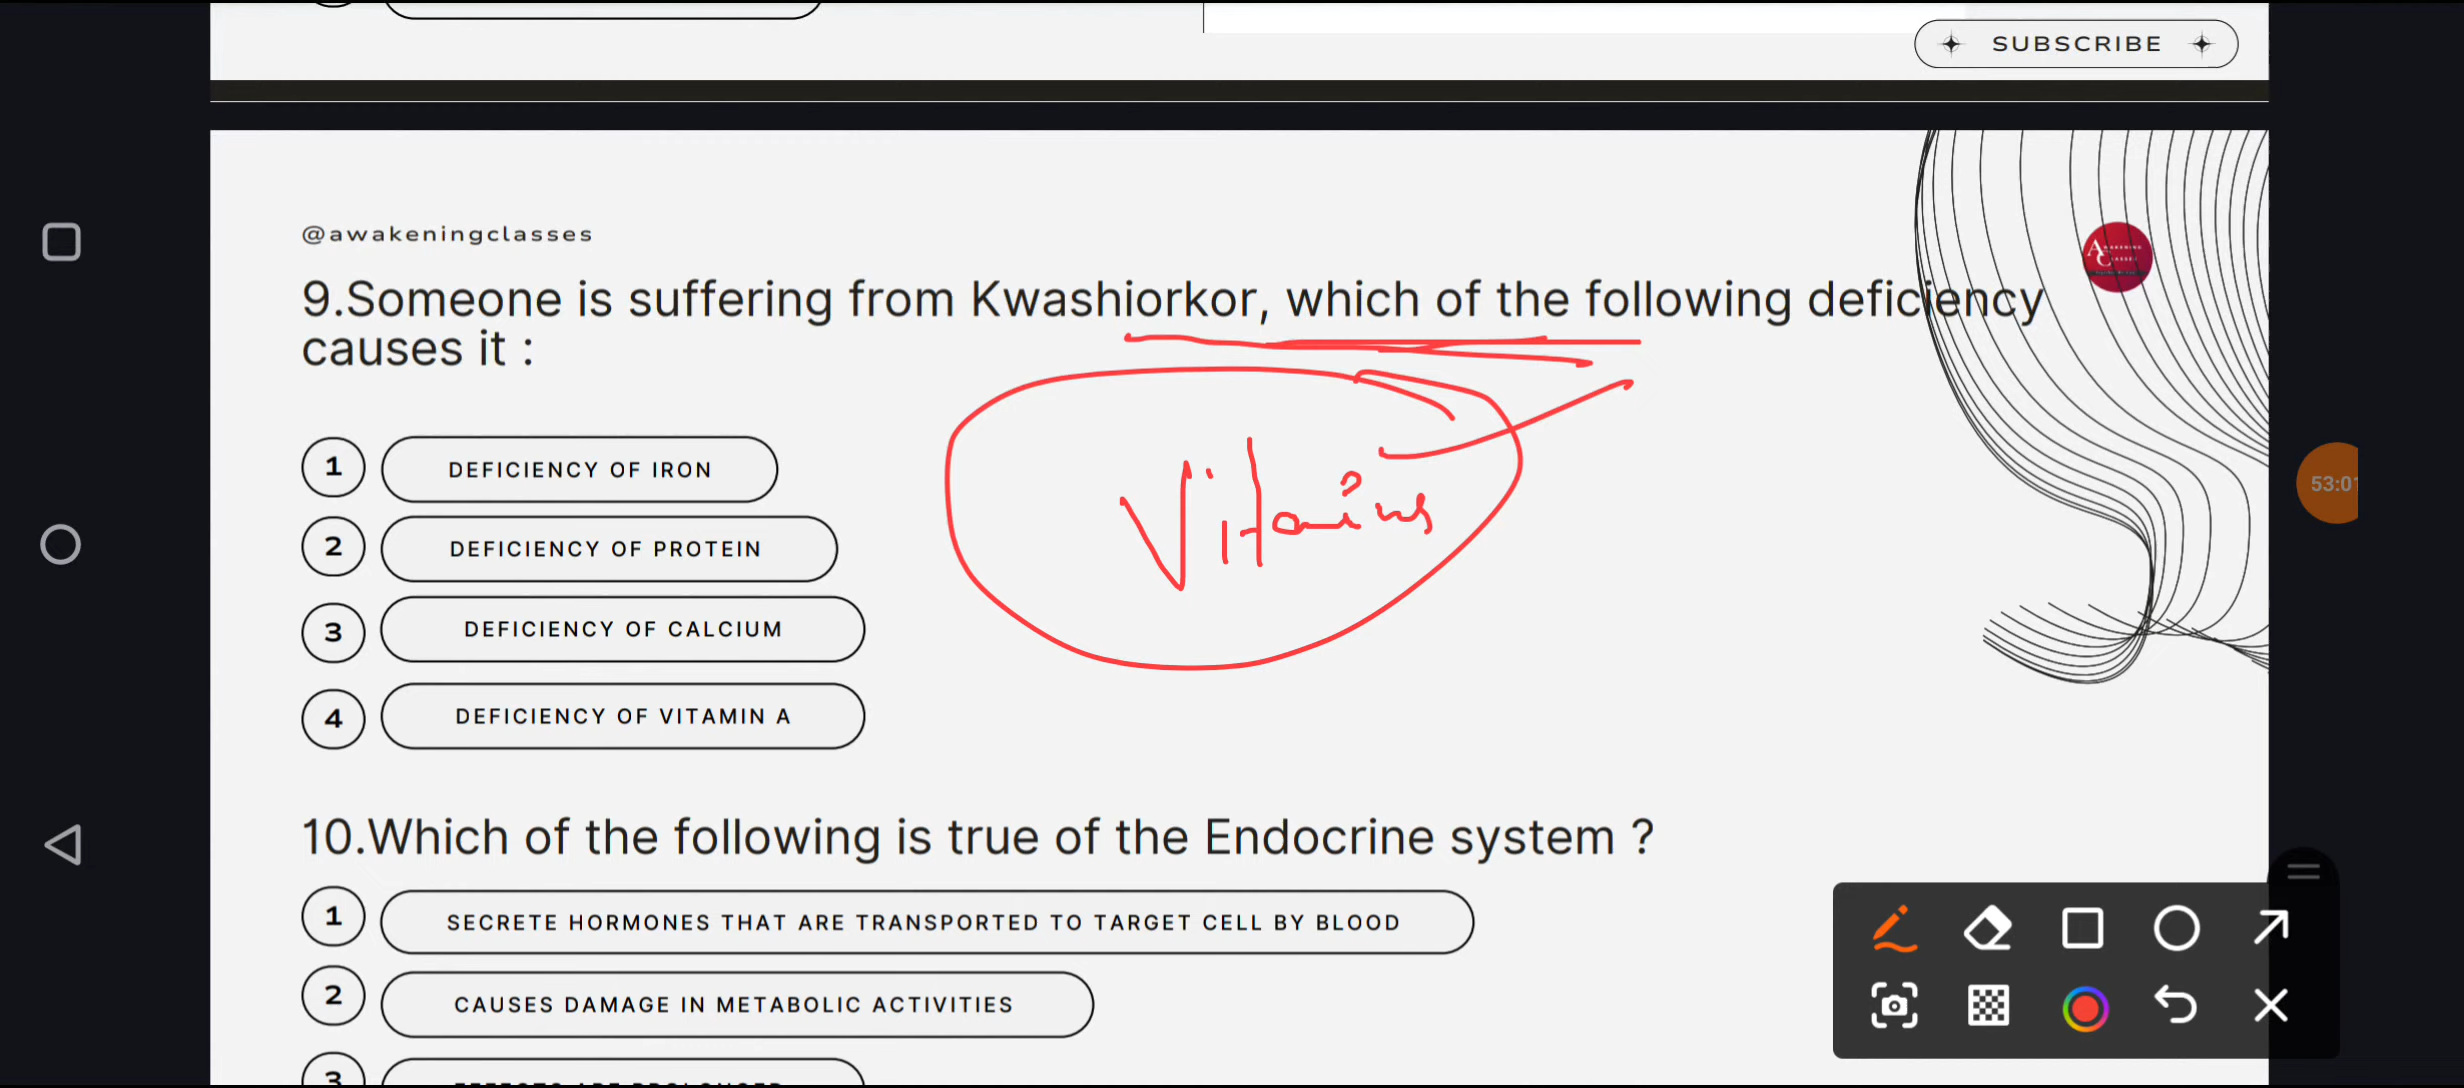 SUBSCRIBE
@awakeningclasses
9.Someone is suffering from Kwashiorkor, which of the following deficiency
causes it :
1 DEFICIENCY OF IRON
2 DEFICIENCY OF PROTEIN
3 DEFICIENCY OF CALCIUM
4 DEFICIENCY OF VITAMIN A
Vitamins
53:01
10.Which of the following is true of the Endocrine system ?
1 SECRETE HORMONES THAT ARE TRANSPORTED TO TARGET CELL BY BLOOD
2 CAUSES DAMAGE IN METABOLIC ACTIVITIES
3